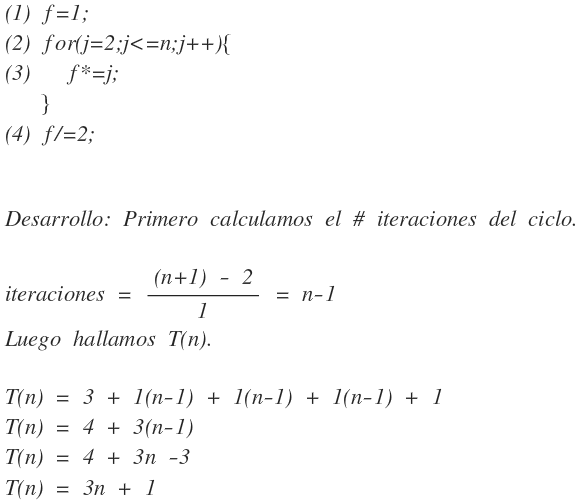 (1) f=1;
(2) for(j=2;j<=n;j++){
(3) f*=j;
}
(4) f/=2;
Desarrollo: Primero calculamos el # iteraciones del ciclo.
iteraciones = (n+1) - 2 / 1 = n-1
Luego hallamos T(n).
T(n) = 3 + 1(n-1) + 1(n-1) + 1(n-1) + 1
T(n) = 4 + 3(n-1)
T(n) = 4 + 3n -3
T(n) = 3n + 1